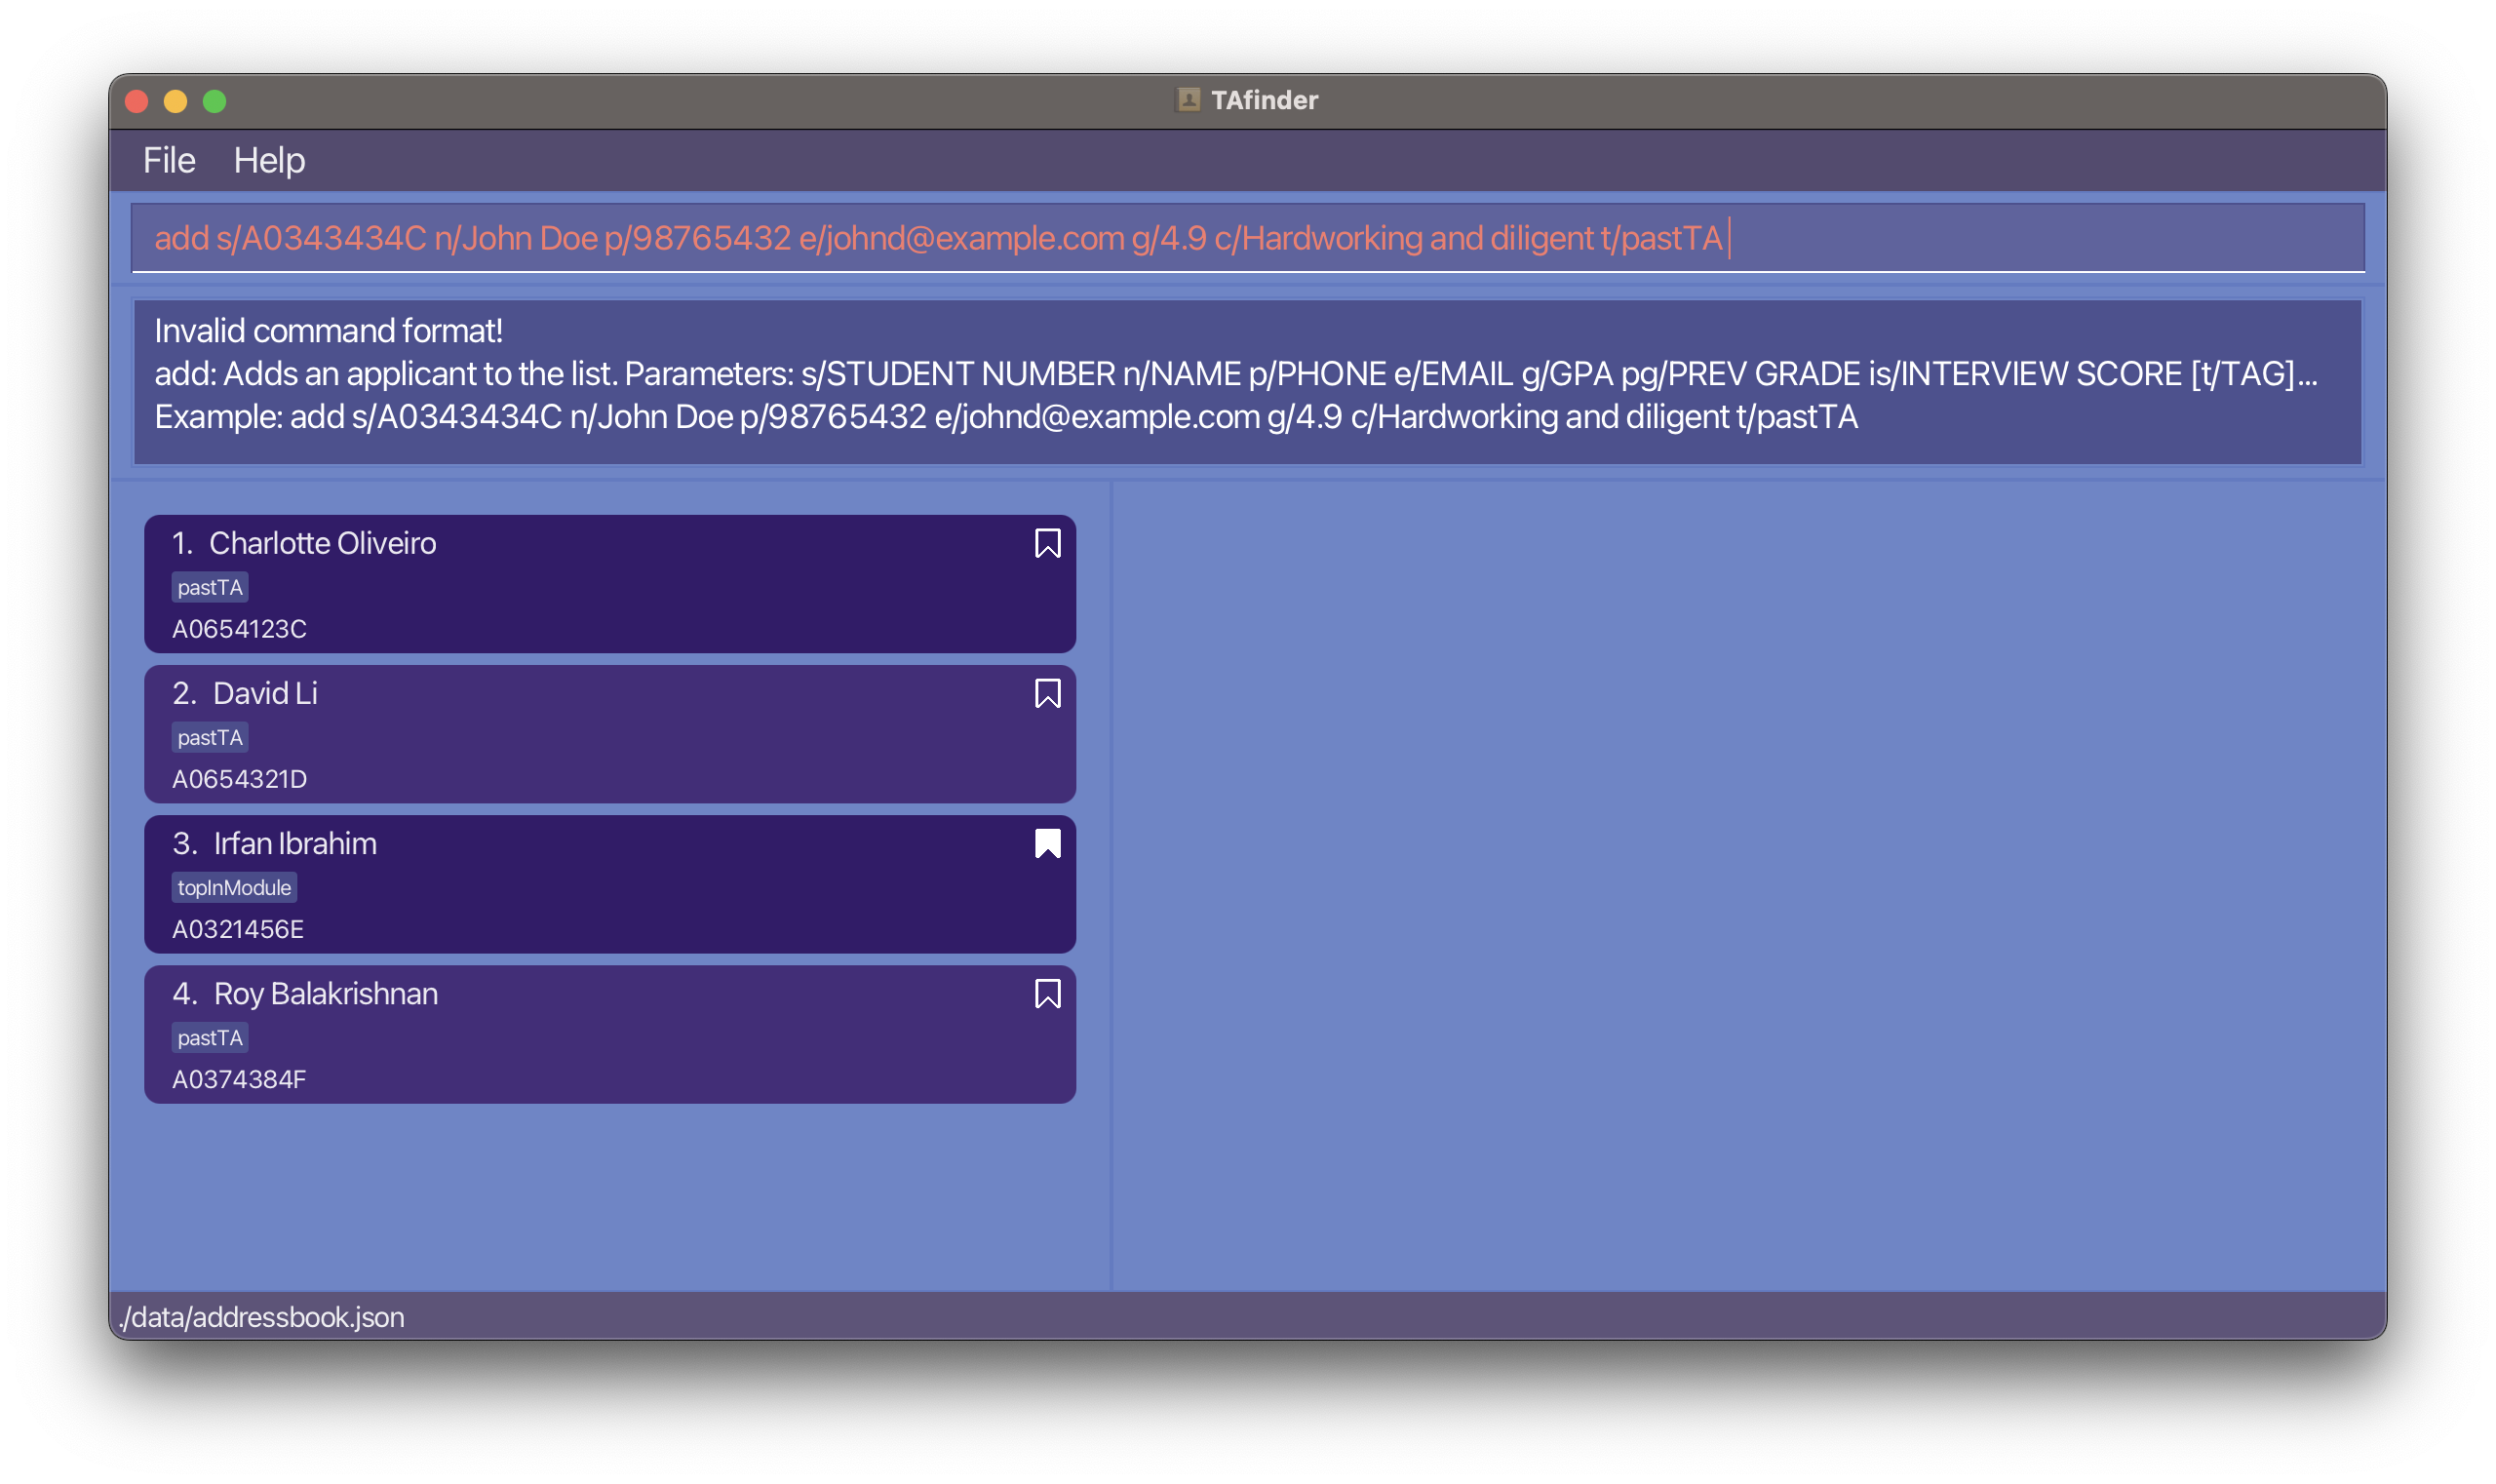 TAfinder
File Help
add s/A0343434C n/John Doe p/98765432 e/johnd@example.com g/4.9 c/Hardworking and diligent t/pastTA
Invalid command format!
add: Adds an applicant to the list. Parameters: s/STUDENT NUMBER n/NAME p/PHONE e/EMAIL g/GPA pg/PREV GRADE is/INTERVIEW SCORE [t/TAG]...
Example: add s/A0343434C n/John Doe p/98765432 e/johnd@example.com g/4.9 c/Hardworking and diligent t/pastTA
1. Charlotte Oliveiro
pastTA
A0654123C
2. David Li
pastTA
A0654321D
3. Irfan Ibrahim
topInModule
A0321456E
4. Roy Balakrishnan
pastTA
A0374384F
./data/addressbook.json